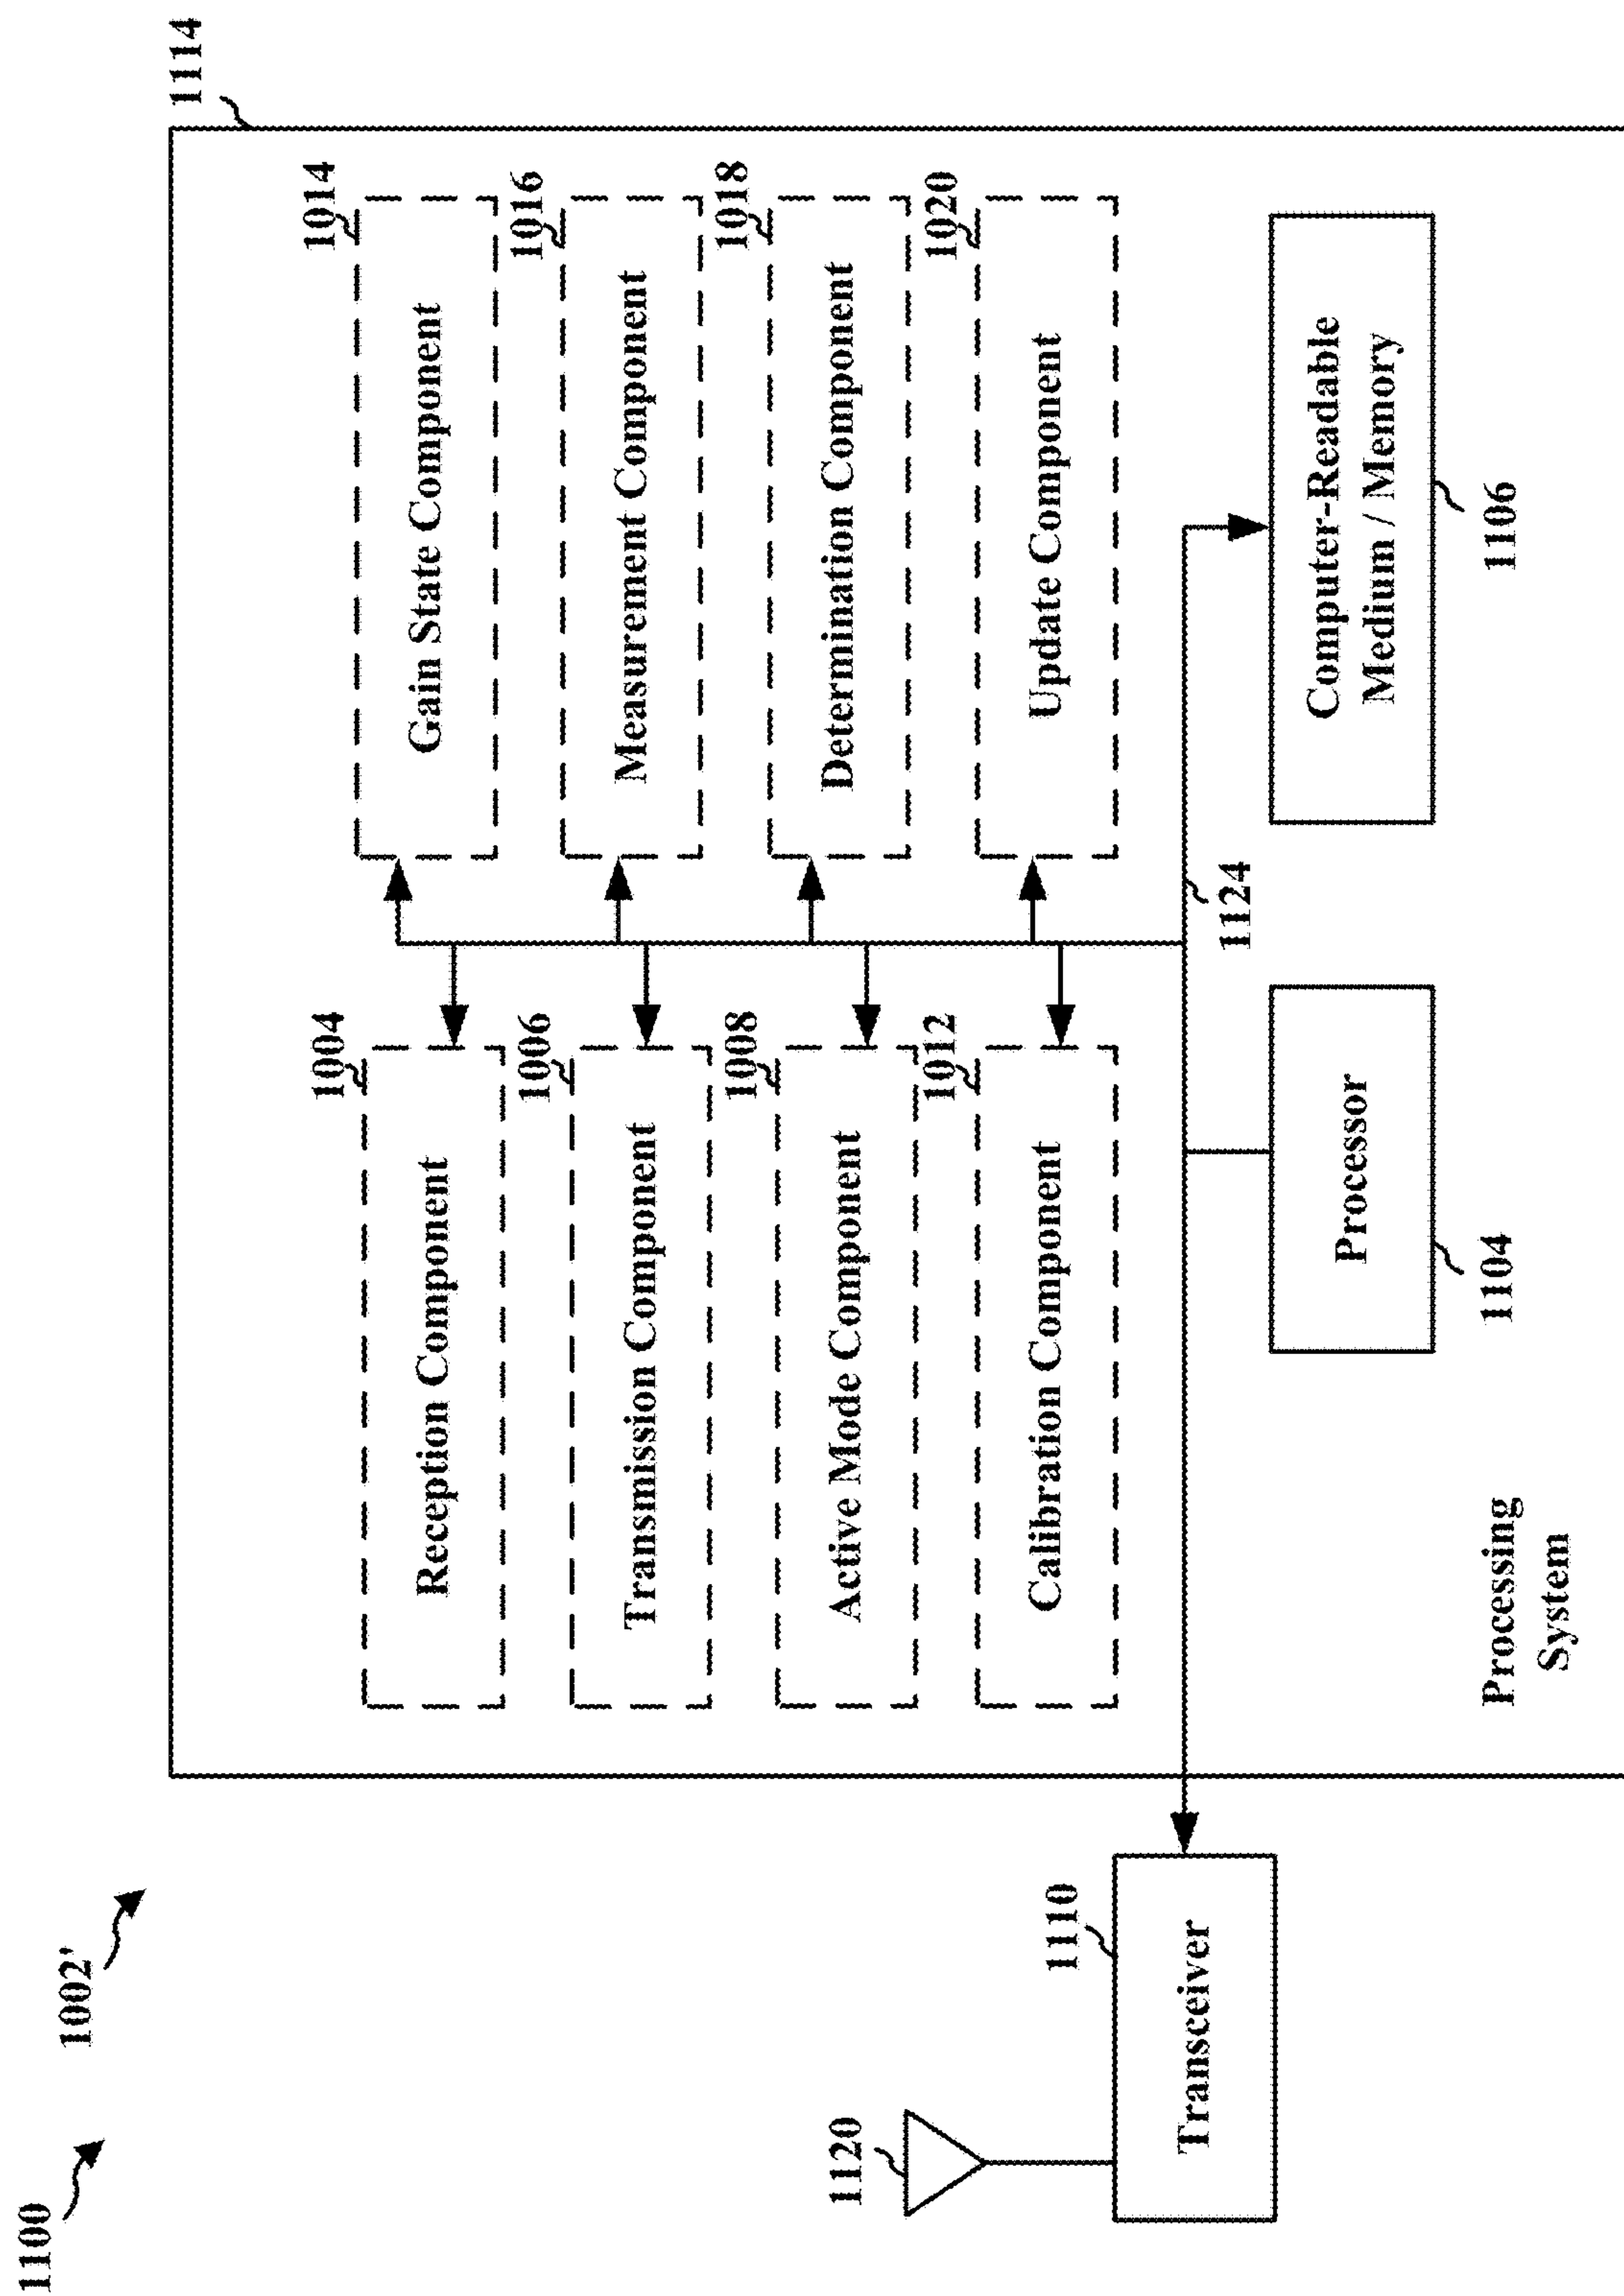 1100
1002'
1114
1004
Reception Component
1014
Gain State Component
1006
Transmission Component
1016
Measurement Component
1008
Active Mode Component
1018
Determination Component
1012
Calibration Component
1020
Update Component
1120
1110
Transceiver
1124
Processor
1104
Computer-Readable
Medium / Memory
1106
Processing
System